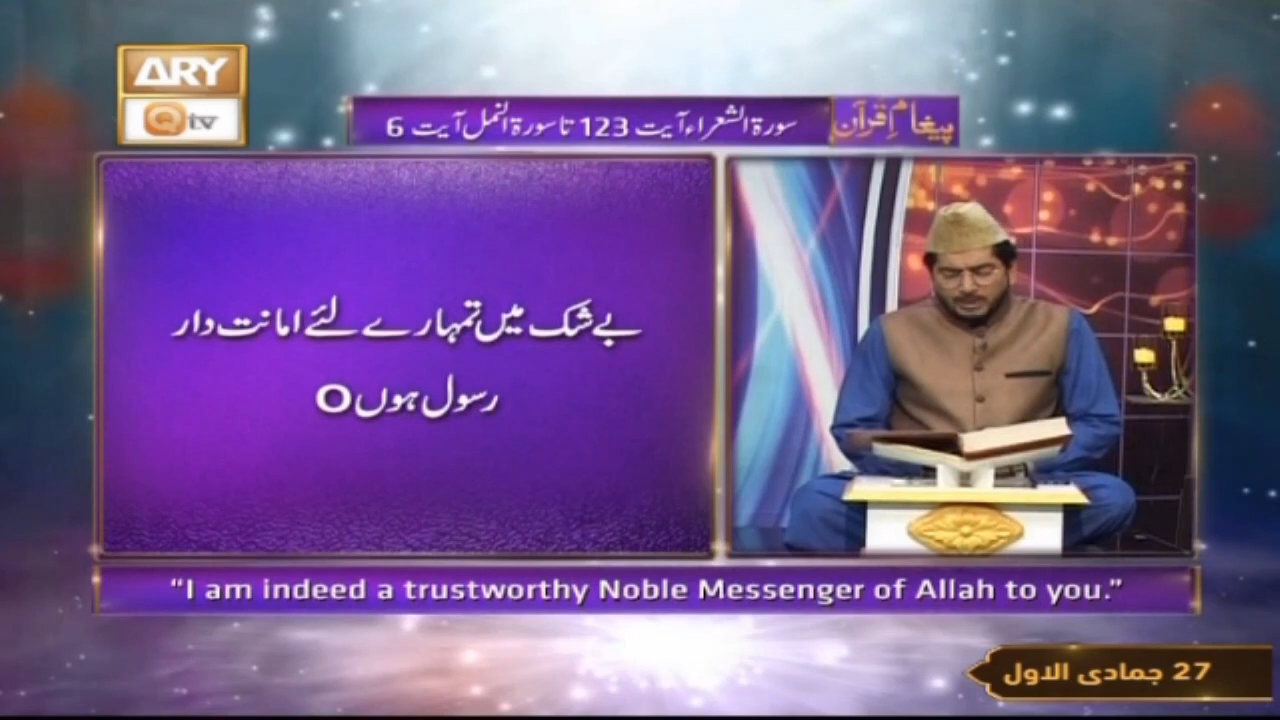 ARY
Qtv
پیغامِ قرآن
سورۃ الشعراء آیت 123 تا سورۃ النمل آیت 6
بے شک میں تمہارے لئے امانت دار
رسول ہوںO
“I am indeed a trustworthy Noble Messenger of Allah to you.”
27 جمادی الاول